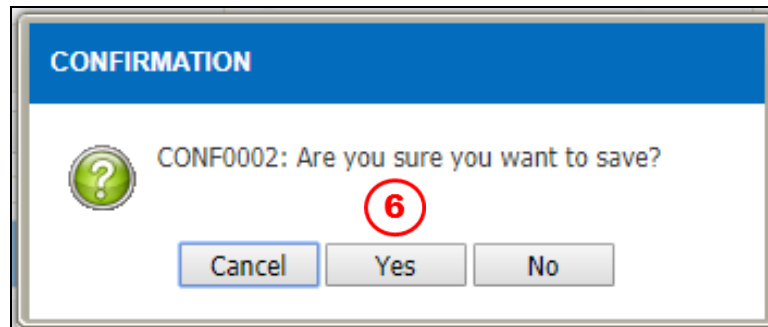 CONFIRMATION
CONF0002: Are you sure you want to save?
6
Cancel Yes No